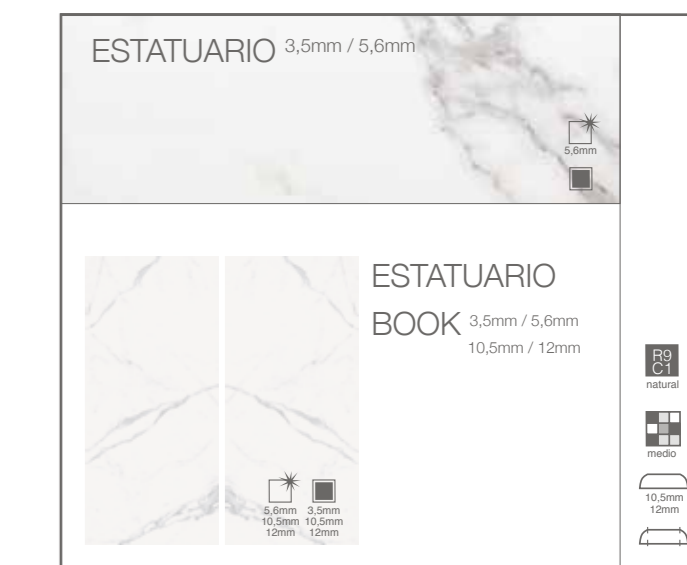 ESTATUARIO 3,5mm / 5,6mm
5,6mm
ESTATUARIO
BOOK 3,5mm / 5,6mm
10,5mm / 12mm
5,6mm 3,5mm
10,5mm 10,5mm
12mm 12mm
R9
C1
natural
medio
10,5mm
12mm